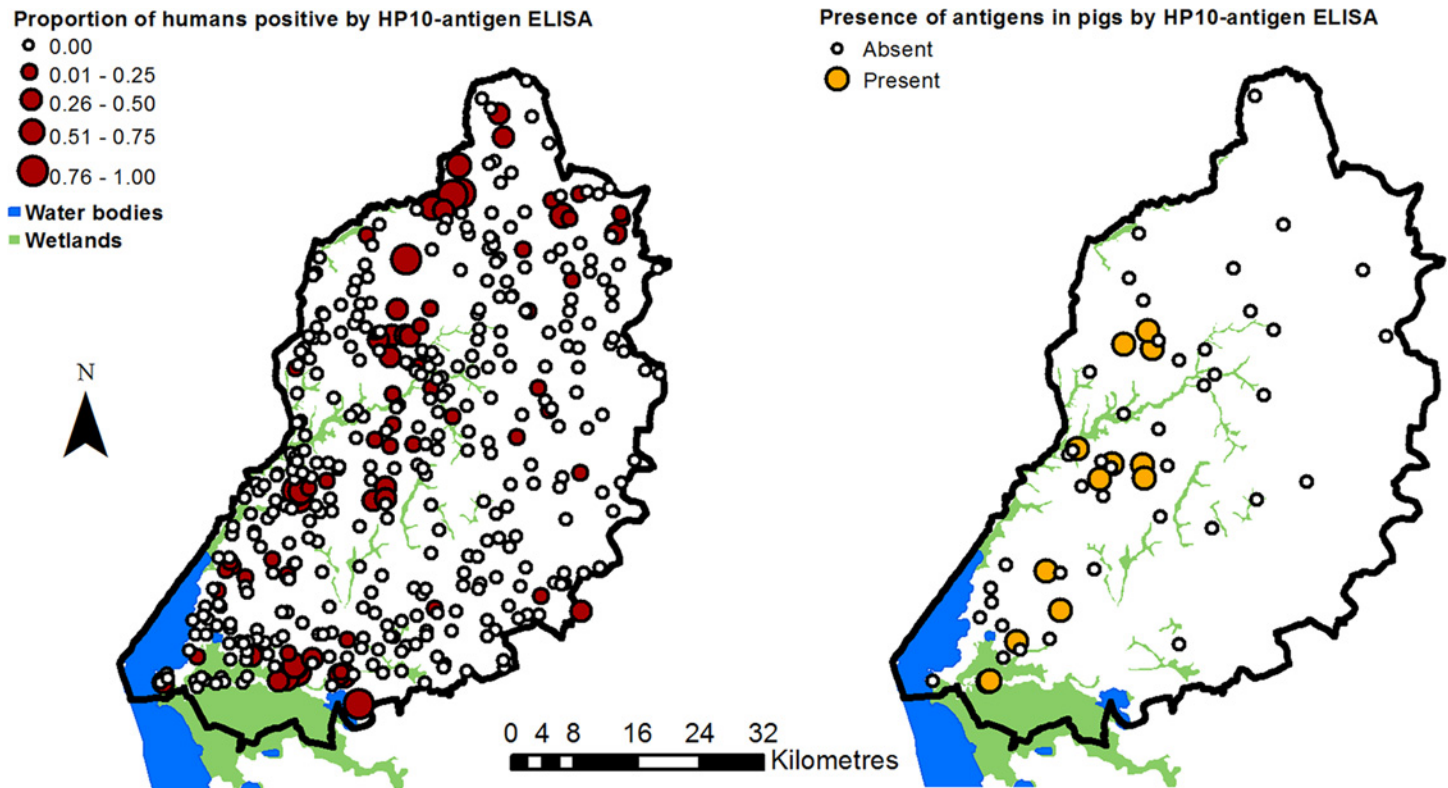 Proportion of humans positive by HP10-antigen ELISA
0.00
0.01 - 0.25
0.26 - 0.50
0.51 - 0.75
0.76 - 1.00
Water bodies
Wetlands
N
Presence of antigens in pigs by HP10-antigen ELISA
Absent
Present
0 4 8 16 24 32
Kilometres